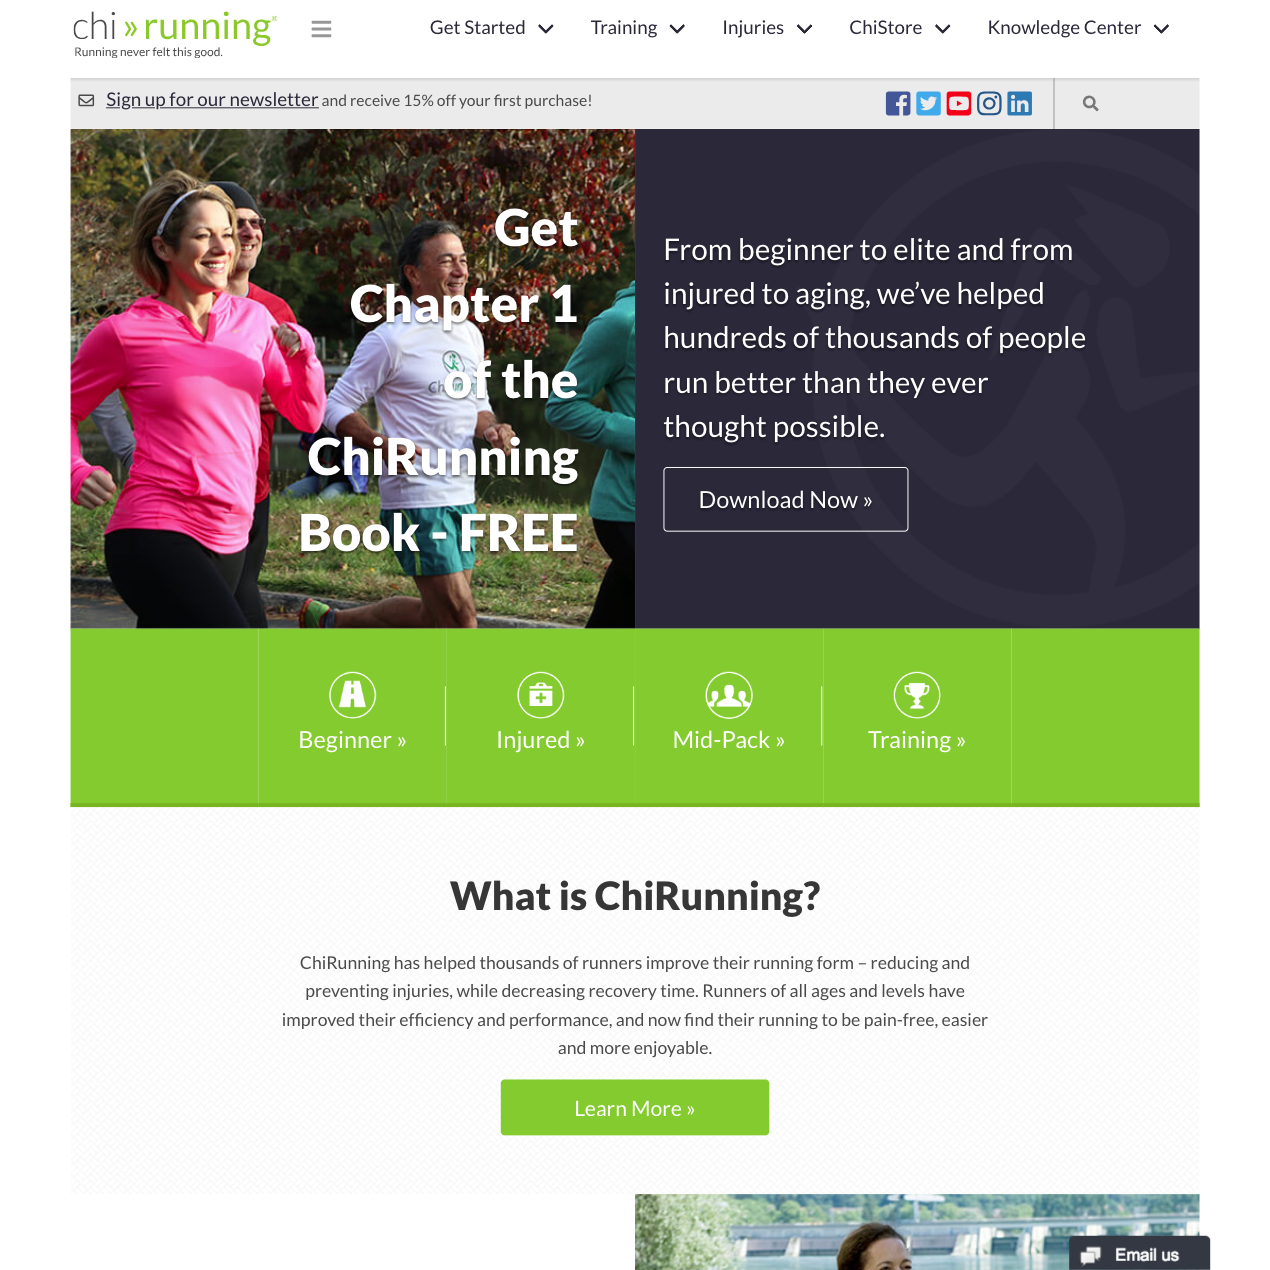 chi»running®
Running never felt this good.
Get Started
Training
Injuries
ChiStore
Knowledge Center
Sign up for our newsletter and receive 15% off your first purchase!
Get
Chapter 1
of the
ChiRunning
Book - FREE
From beginner to elite and from
injured to aging, we’ve helped
hundreds of thousands of people
run better than they ever
thought possible.
Download Now »
Beginner »
Injured »
Mid-Pack »
Training »
What is ChiRunning?
ChiRunning has helped thousands of runners improve their running form – reducing and
preventing injuries, while decreasing recovery time. Runners of all ages and levels have
improved their efficiency and performance, and now find their running to be pain-free, easier
and more enjoyable.
Learn More »
Email us